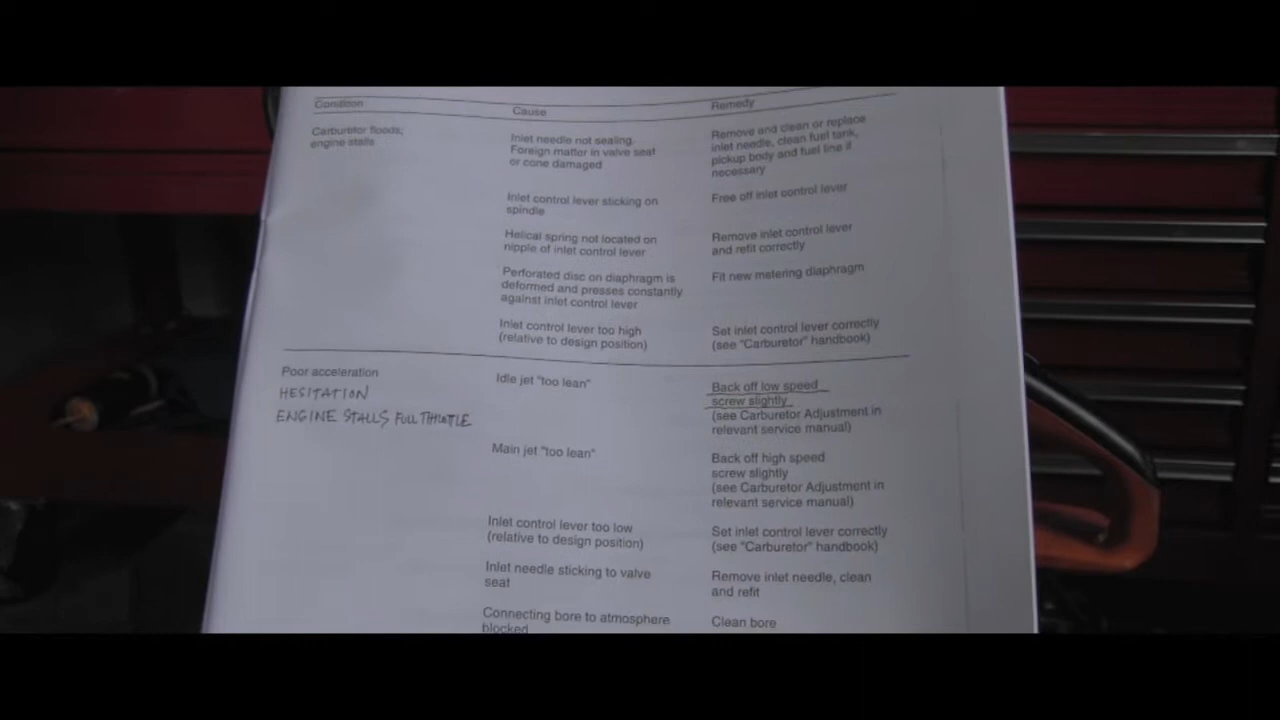 Condition
Cause
Remedy
Carburetor floods;
engine stalls
Inlet needle not sealing.
Foreign matter in valve seat
or cone damaged
Remove and clean or replace
inlet needle, clean fuel tank,
pickup body and fuel line if
necessary
Inlet control lever sticking on
spindle
Free off inlet control lever
Helical spring not located on
nipple of inlet control lever
Remove inlet control lever
and refit correctly
Perforated disc on diaphragm is
deformed and presses constantly
against inlet control lever
Fit new metering diaphragm
Inlet control lever too high
(relative to design position)
Set inlet control lever correctly
(see "Carburetor" handbook)
Poor acceleration
HESITATION
ENGINE STALLS FULL THROTTLE
Idle jet "too lean"
Back off low speed
screw slightly
(see Carburetor Adjustment in
relevant service manual)
Main jet "too lean"
Back off high speed
screw slightly
(see Carburetor Adjustment in
relevant service manual)
Inlet control lever too low
(relative to design position)
Set inlet control lever correctly
(see "Carburetor" handbook)
Inlet needle sticking to valve
seat
Remove inlet needle, clean
and refit
Connecting bore to atmosphere
blocked
Clean bore